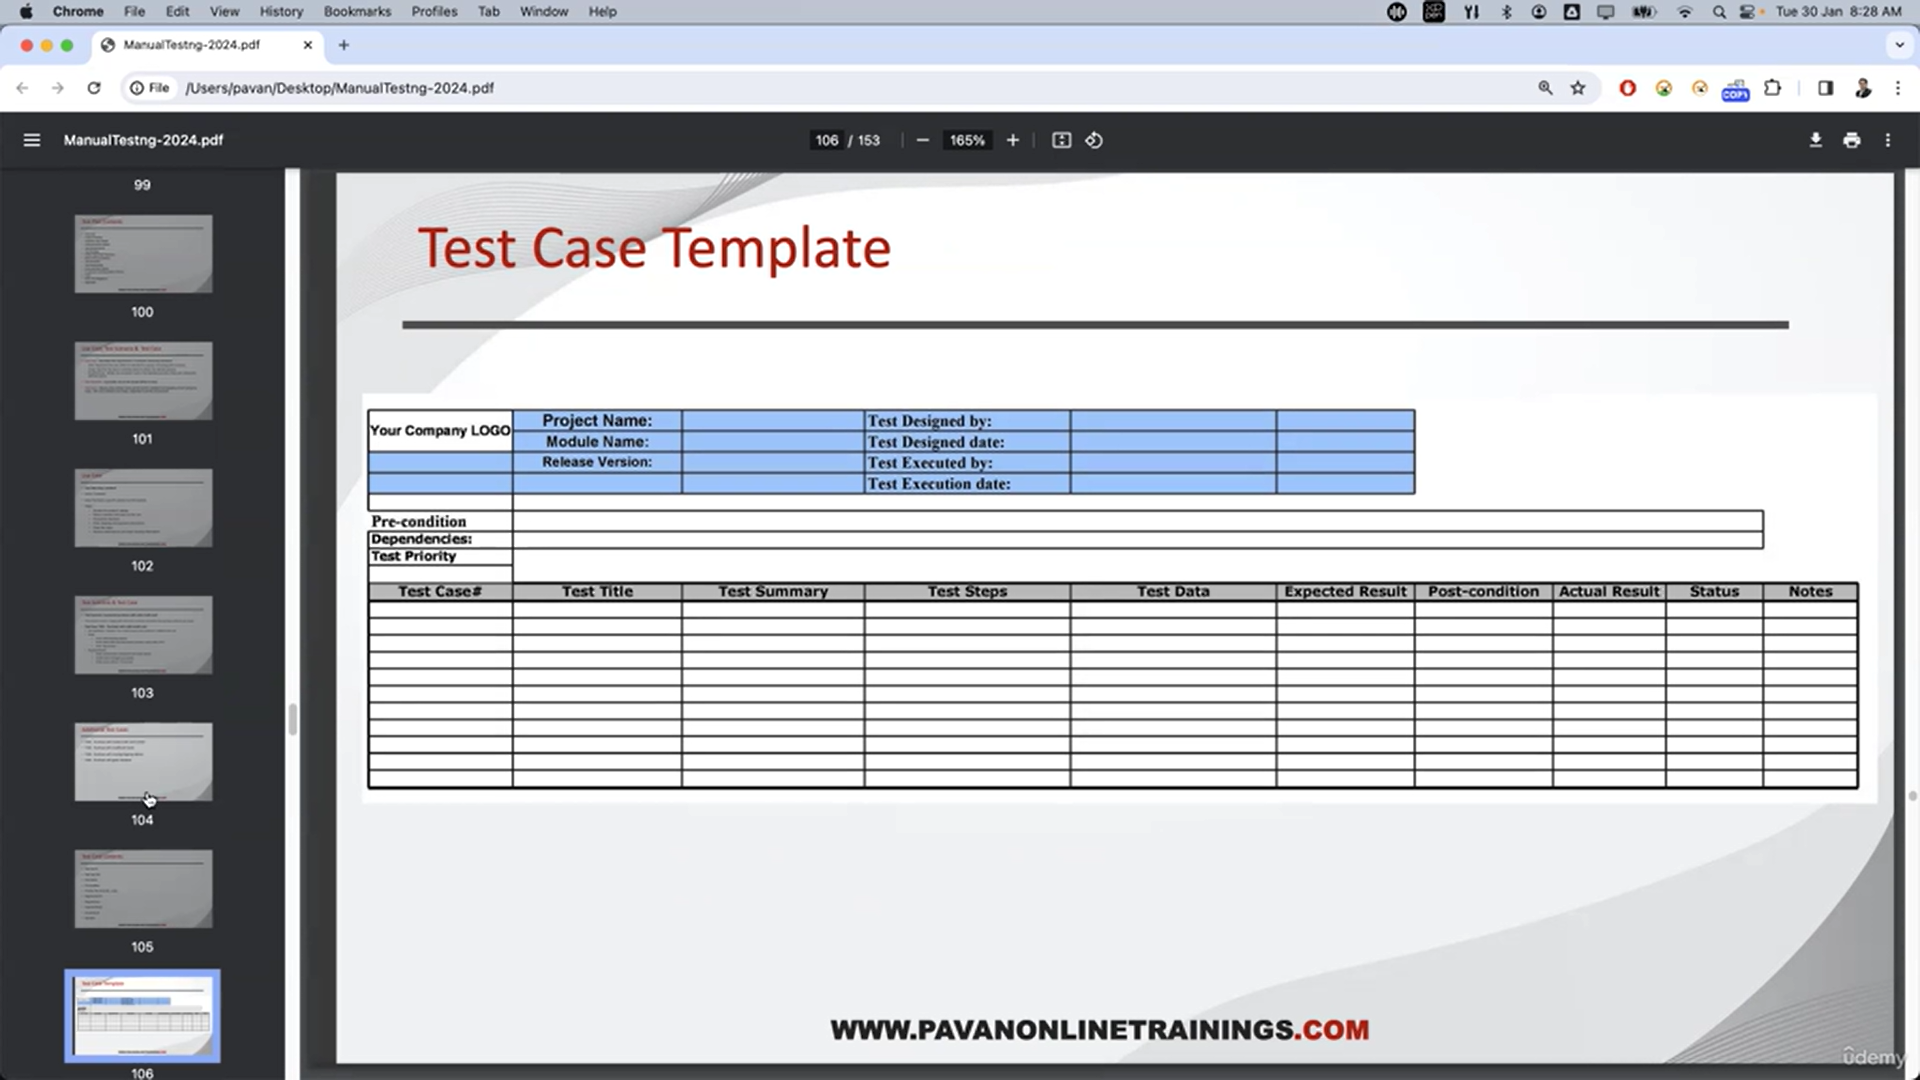 Chrome File Edit View History Bookmarks Profiles Tab Window Help
Tue 30 Jan 8:28 AM
ManualTestng-2024.pdf
File /Users/pavan/Desktop/ManualTestng-2024.pdf
COPY
ManualTestng-2024.pdf
106 / 153
165%
99
100
101
102
103
104
105
106
Test Case Template
Your Company LOGO
Project Name:
Test Designed by:
Module Name:
Test Designed date:
Release Version:
Test Executed by:
Test Execution date:
Pre-condition
Dependencies:
Test Priority
Test Case# Test Title Test Summary Test Steps Test Data Expected Result Post-condition Actual Result Status Notes
WWW.PAVANONLINETRAININGS.COM
ûdemy